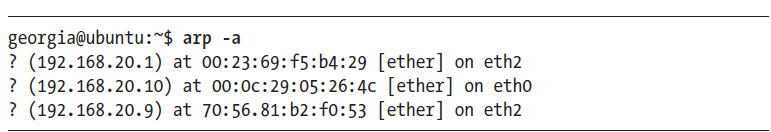 georgia@ubuntu:~$ arp -a
? (192.168.20.1) at 00:23:69:f5:b4:29 [ether] on eth2
? (192.168.20.10) at 00:0c:29:05:26:4c [ether] on eth0
? (192.168.20.9) at 70:56:81:b2:f0:53 [ether] on eth2